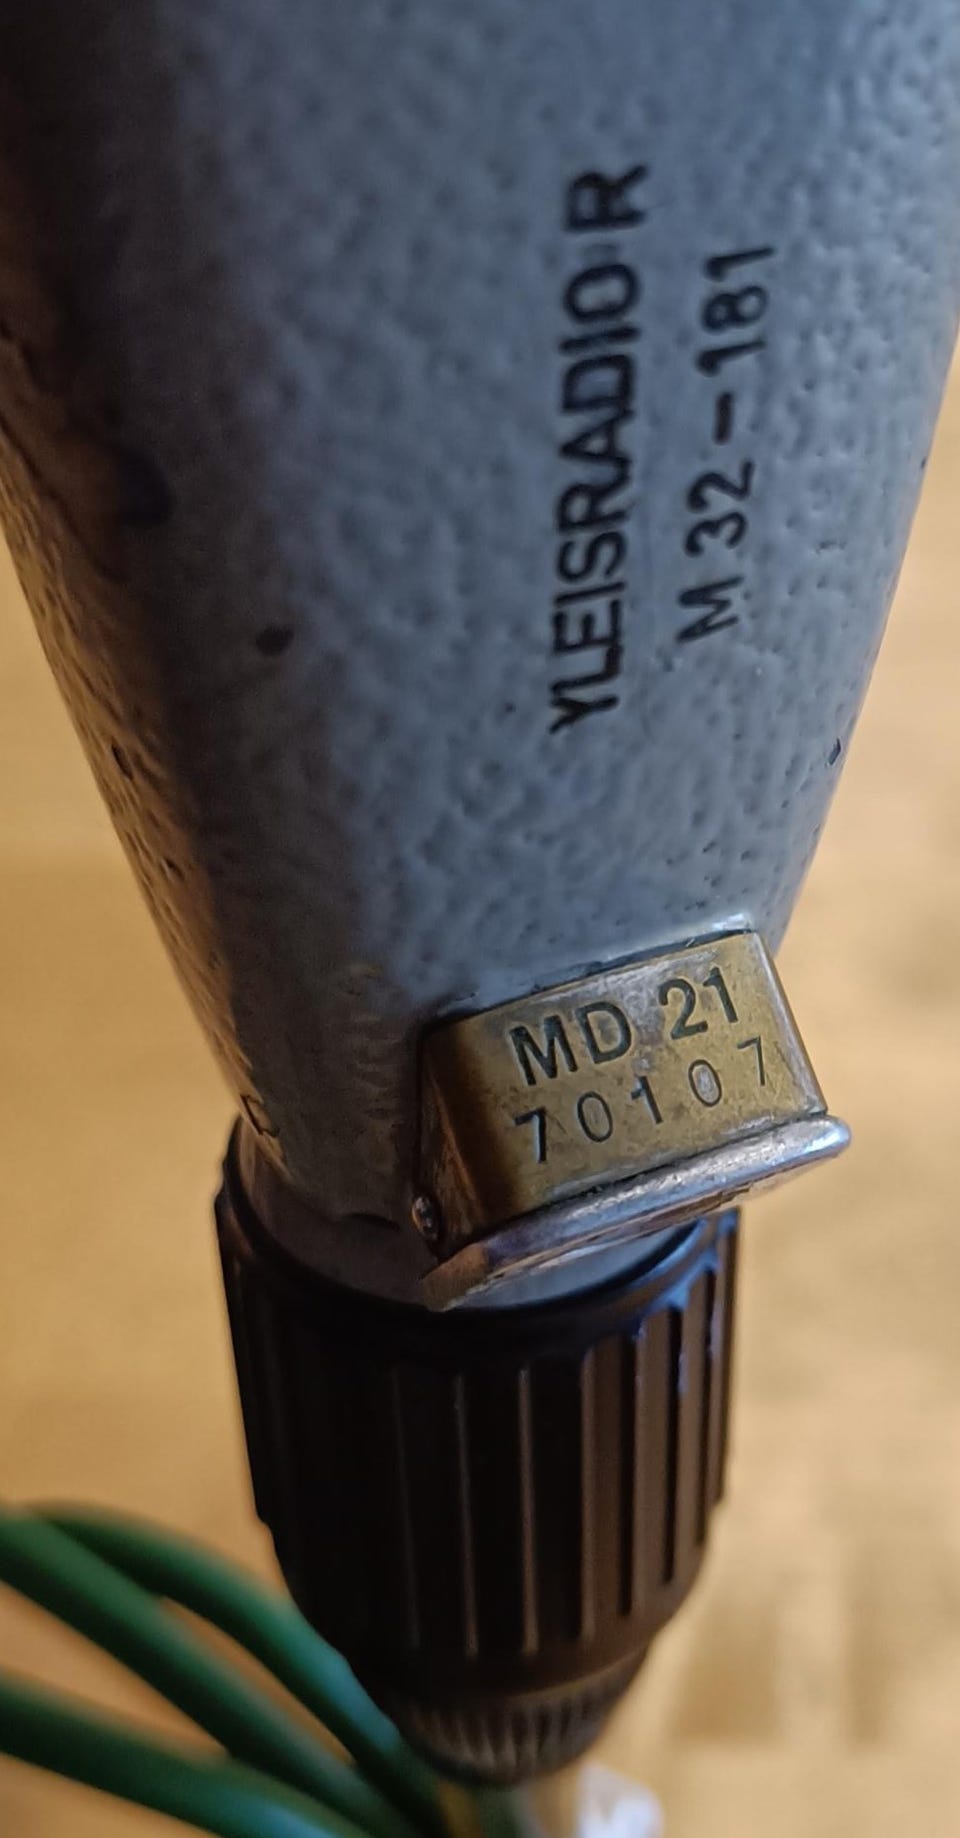 YLEISRADIO R
M 32-181
MD 21
70107